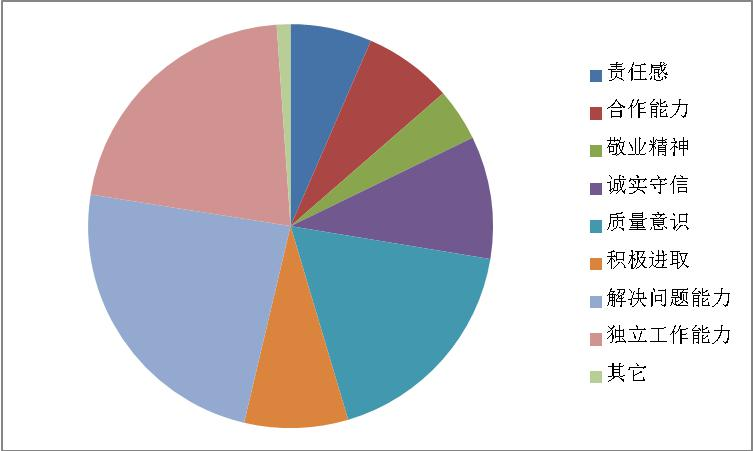 责任感
合作能力
敬业精神
诚实守信
质量意识
积极进取
解决问题能力
独立工作能力
其它